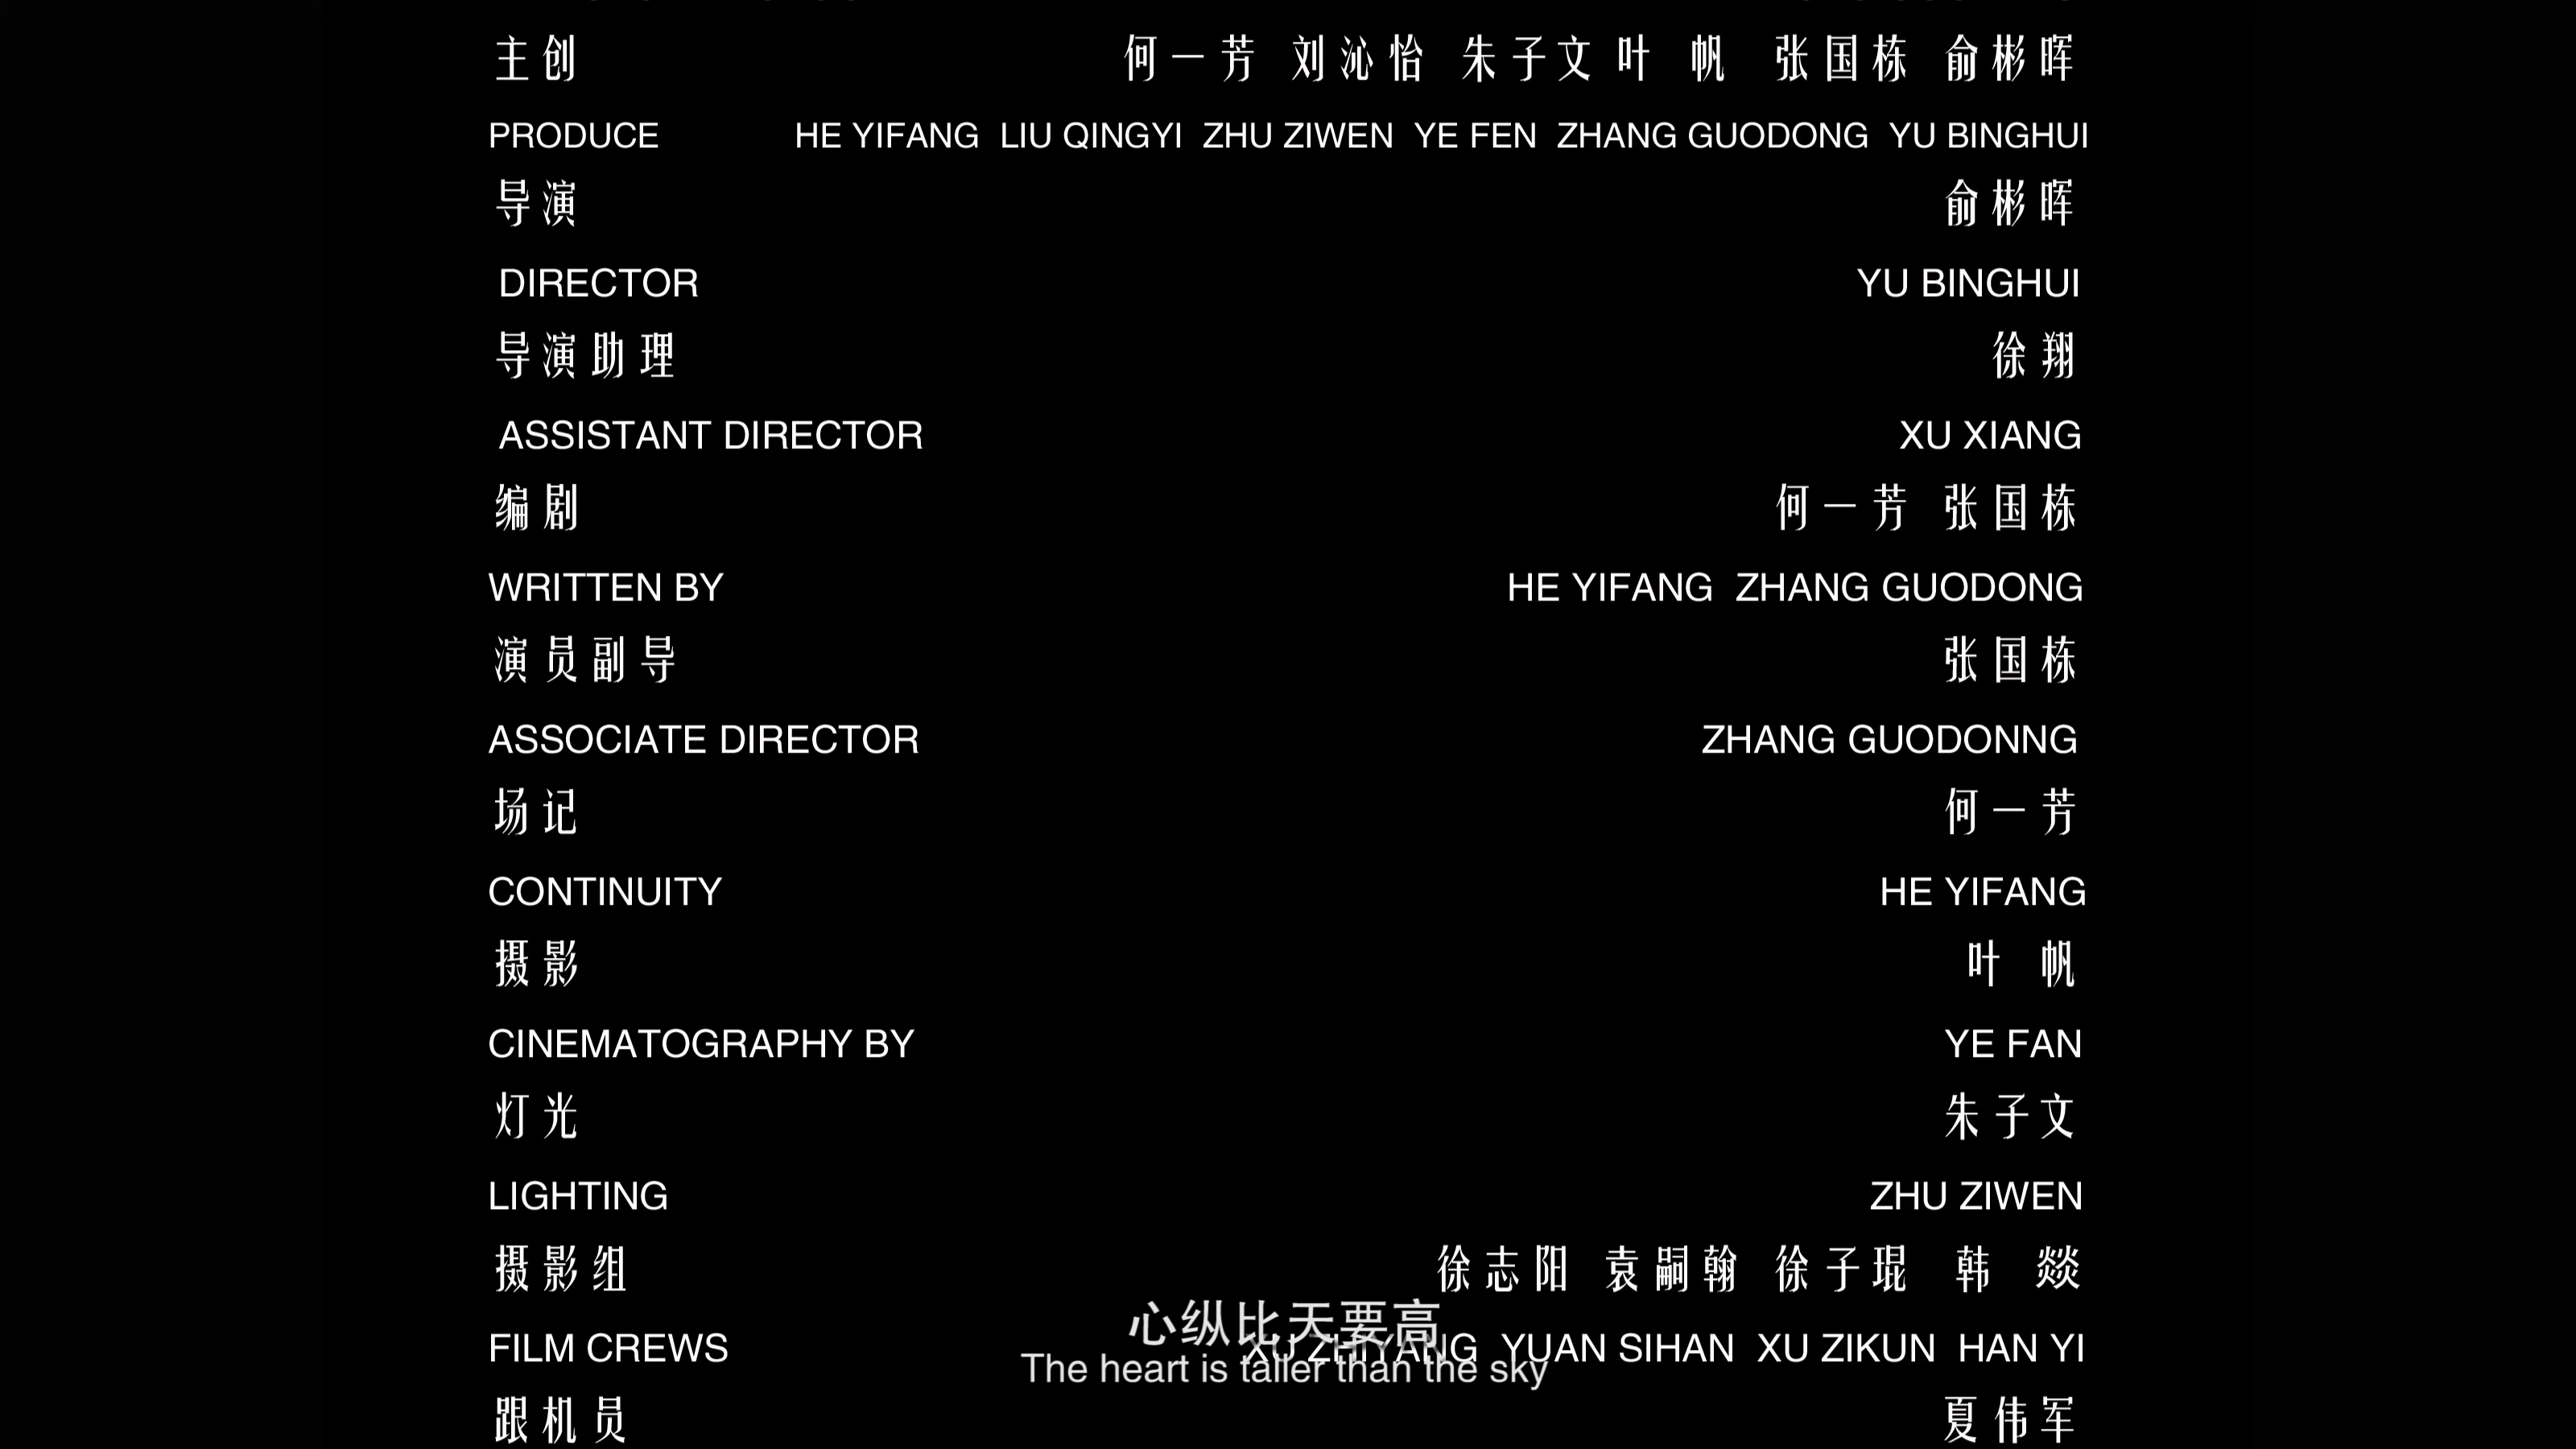 主创 何一芳 刘沁怡 朱子文 叶 帆 张国栋 俞彬晖
PRODUCE HE YIFANG LIU QINGYI ZHU ZIWEN YE FEN ZHANG GUODONG YU BINGHUI
导演 俞彬晖
DIRECTOR YU BINGHUI
导演助理 徐翔
ASSISTANT DIRECTOR XU XIANG
编剧 何一芳 张国栋
WRITTEN BY HE YIFANG ZHANG GUODONG
演员副导 张国栋
ASSOCIATE DIRECTOR ZHANG GUODONNG
场记 何一芳
CONTINUITY HE YIFANG
摄影 叶 帆
CINEMATOGRAPHY BY YE FAN
灯光 朱子文
LIGHTING ZHU ZIWEN
摄影组 徐志阳 袁嗣翰 徐子琨 韩 燚
心纵比天要高
FILM CREWS XU ZHIYANG YUAN SIHAN XU ZIKUN HAN YI
The heart is taller than the sky
跟机员 夏伟军